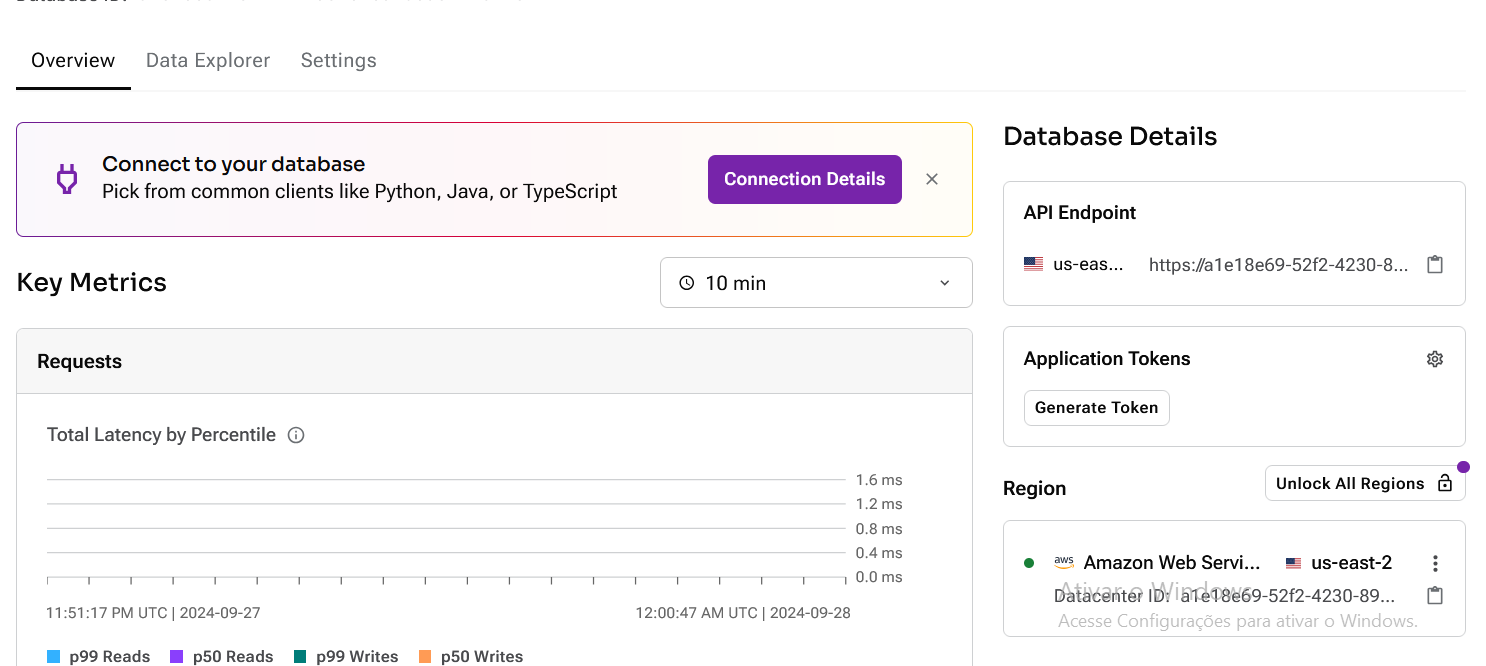 Overview Data Explorer Settings
Connect to your database
Pick from common clients like Python, Java, or TypeScript
Connection Details
Key Metrics
10 min
Requests
Total Latency by Percentile
1.6 ms
1.2 ms
0.8 ms
0.4 ms
0.0 ms
11:51:17 PM UTC | 2024-09-27 12:00:47 AM UTC | 2024-09-28
p99 Reads p50 Reads p99 Writes p50 Writes
Database Details
API Endpoint
us-eas... https://a1e18e69-52f2-4230-8...
Application Tokens
Generate Token
Region
Unlock All Regions
aws Amazon Web Servi... us-east-2
Datacenter ID: a1e18e69-52f2-4230-89...
Ativar o Windows
Acesse Configurações para ativar o Windows.